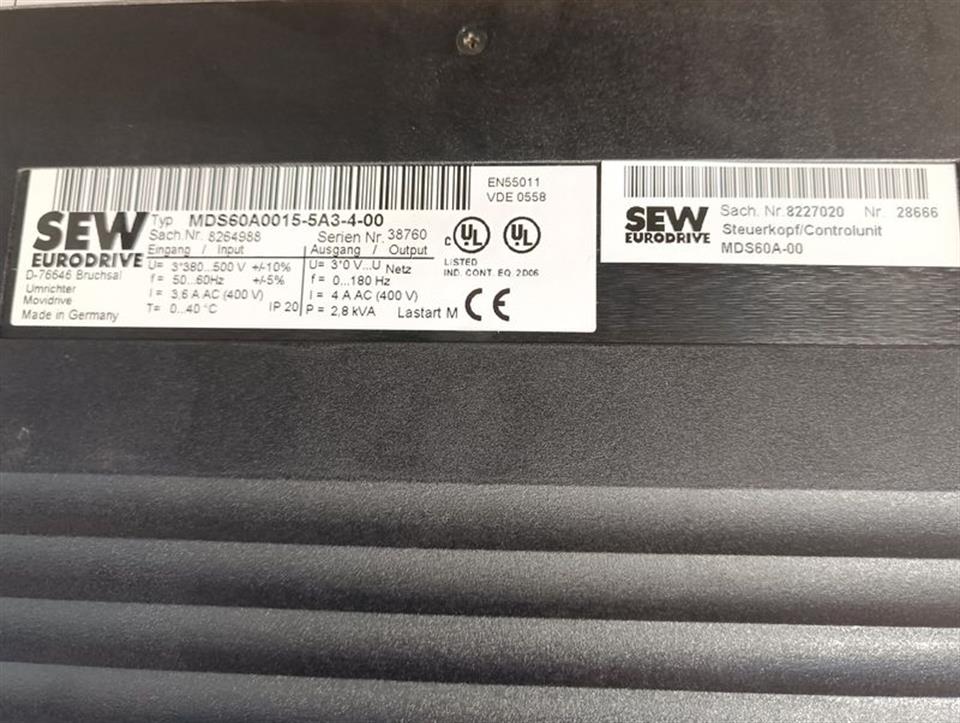 SEW
EURODRIVE
D-76646 Bruchsal
Umrichter
Movidrive
Made in Germany
Typ MDS60A0015-5A3-4-00
Sach.Nr. 8264988 Serien Nr. 38760
Eingang / Input Ausgang / Output
U= 3*380...500 V +/-10% U= 3*0 V...U Netz
f= 50...60Hz +/-5% f= 0...180 Hz
I= 3,6 A AC (400 V) I= 4 A AC (400 V)
T= 0...40 °C IP 20 P= 2,8 kVA Lastart M
EN55011
VDE 0558
C UL UL
LISTED
IND. CONT. EQ. 2D06
CE
SEW
EURODRIVE
Sach. Nr.8227020 Nr. 28666
Steuerkopf/Controlunit
MDS60A-00